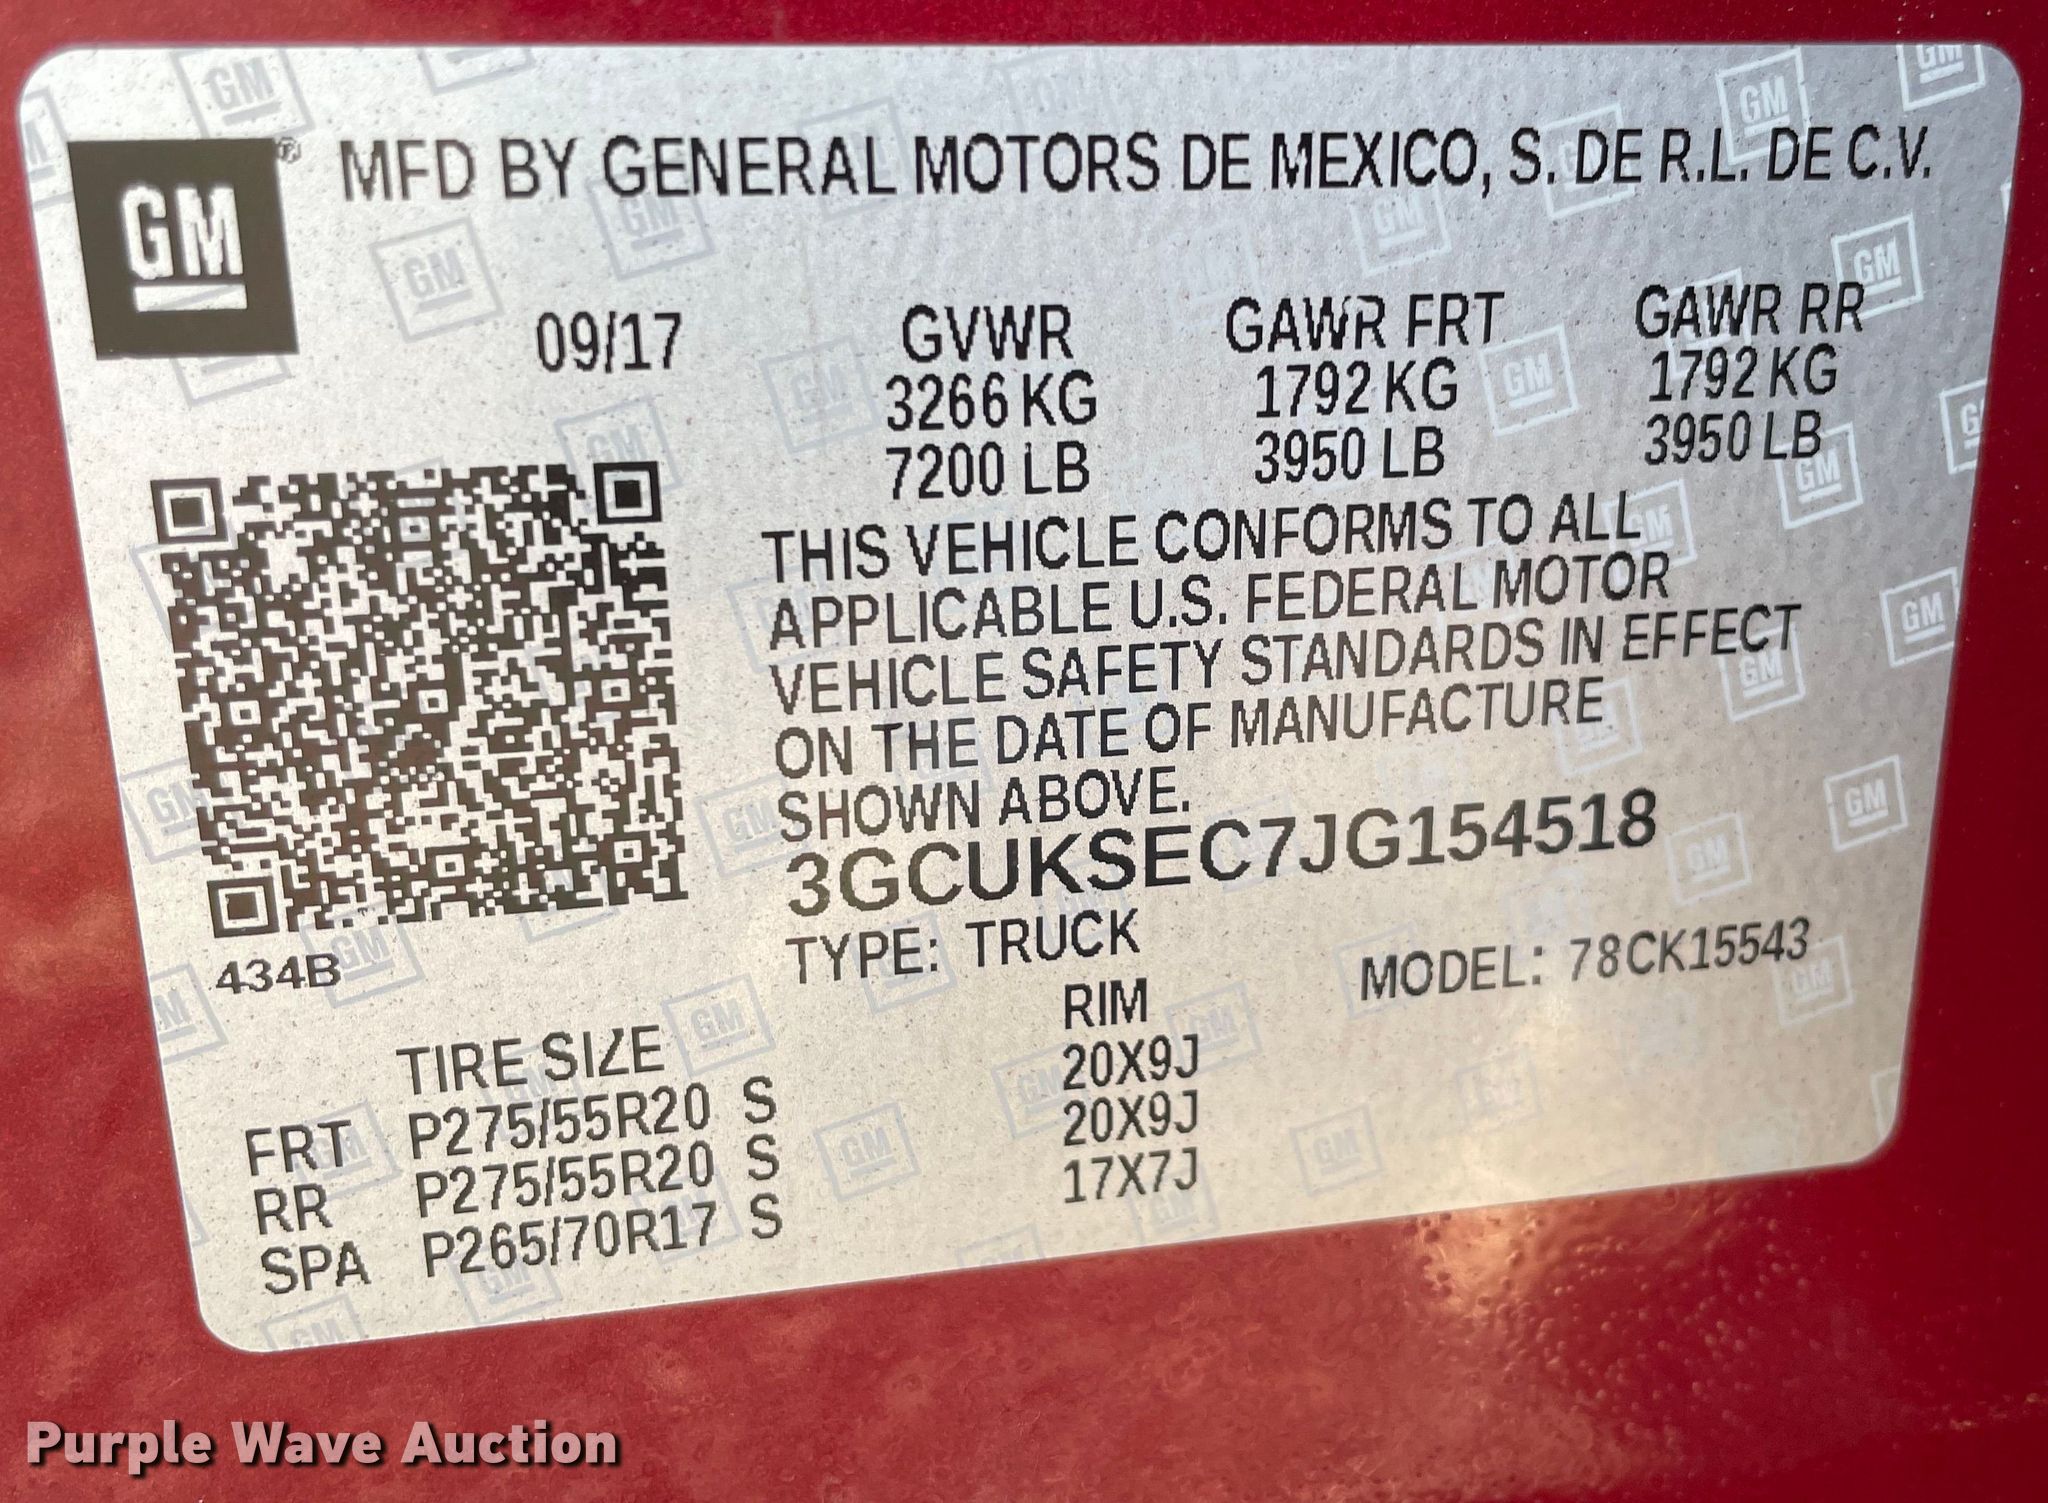 GM
® MFD BY GENERAL MOTORS DE MEXICO, S. DE R.L. DE C.V.
09/17 GVWR GAWR FRT GAWR RR
3266 KG 1792 KG 1792 KG
7200 LB 3950 LB 3950 LB
THIS VEHICLE CONFORMS TO ALL
APPLICABLE U.S. FEDERAL MOTOR
VEHICLE SAFETY STANDARDS IN EFFECT
ON THE DATE OF MANUFACTURE
SHOWN ABOVE.
3GCUKSEC7JG154518
434B
TYPE: TRUCK MODEL: 78CK15543
TIRE SIZE RIM
FRT P275/55R20 S 20X9J
RR P275/55R20 S 20X9J
SPA P265/70R17 S 17X7J
Purple Wave Auction